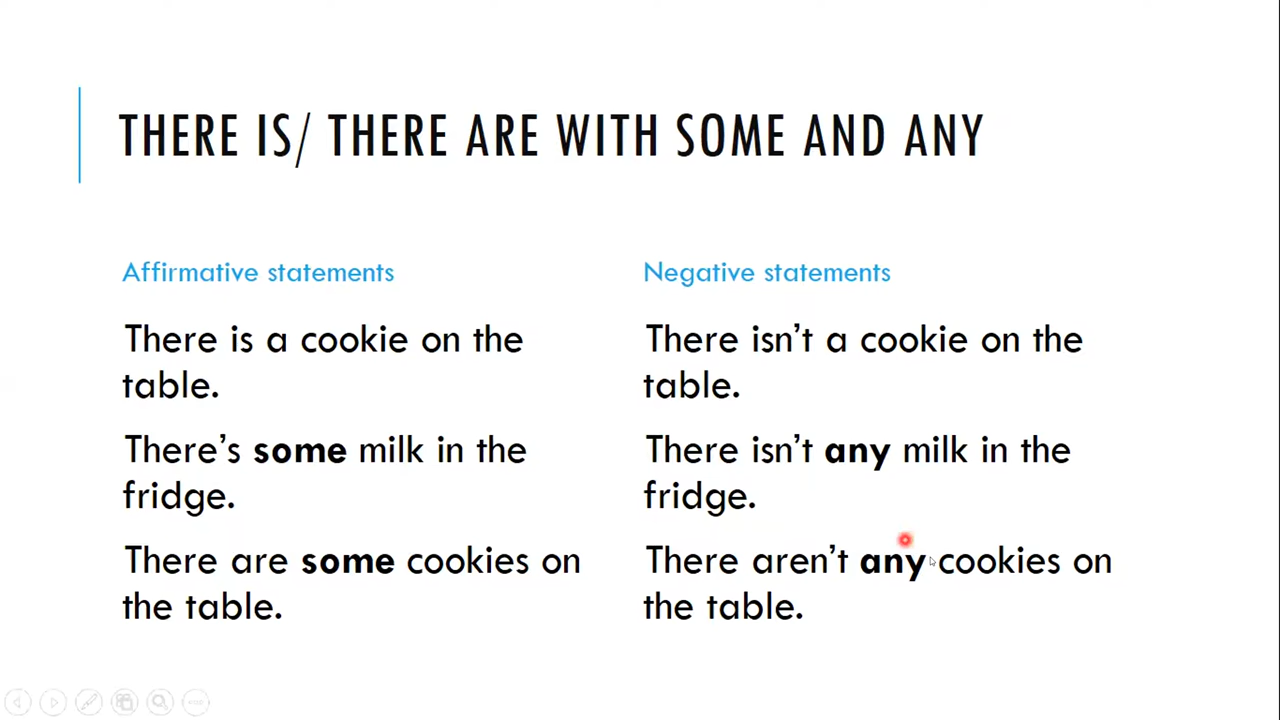 THERE IS/ THERE ARE WITH SOME AND ANY
Affirmative statements
There is a cookie on the
table.
There's some milk in the
fridge.
There are some cookies on
the table.
Negative statements
There isn't a cookie on the
table.
There isn't any milk in the
fridge.
There aren't any cookies on
the table.